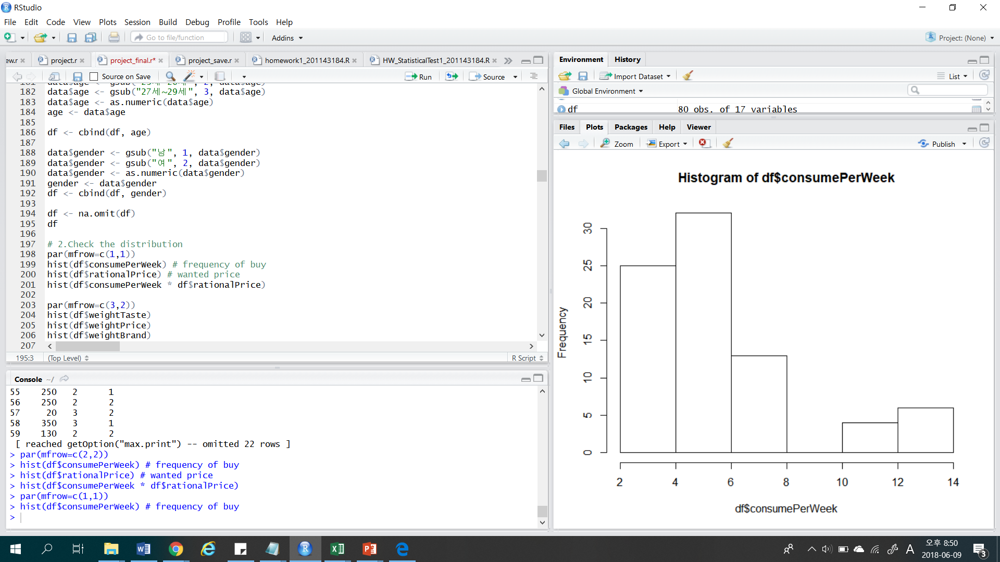 RStudio
File Edit Code View Plots Session Build Debug Profile Tools Help
Go to file/function Addins Project: (None)
ew.r project.r project_final.r* project_save.r homework1_201143184.R HW_StatisticalTest1_201143184.R
Source on Save Run Source
182 data$age <- gsub("27세~29세", 3, data$age)
183 data$age <- as.numeric(data$age)
184 age <- data$age
185
186 df <- cbind(df, age)
187
188 data$gender <- gsub("남", 1, data$gender)
189 data$gender <- gsub("여", 2, data$gender)
190 data$gender <- as.numeric(data$gender)
191 gender <- data$gender
192 df <- cbind(df, gender)
193
194 df <- na.omit(df)
195 df
196
197 # 2.Check the distribution
198 par(mfrow=c(1,1))
199 hist(df$consumePerWeek) # frequency of buy
200 hist(df$rationalPrice) # wanted price
201 hist(df$consumePerWeek * df$rationalPrice)
202
203 par(mfrow=c(3,2))
204 hist(df$weightTaste)
205 hist(df$weightPrice)
206 hist(df$weightBrand)
207
195:3 (Top Level) R Script
Console ~/
55 250 2 1
56 250 2 2
57 20 3 2
58 350 3 1
59 130 2 2
[ reached getOption("max.print") -- omitted 22 rows ]
> par(mfrow=c(2,2))
> hist(df$consumePerWeek) # frequency of buy
> hist(df$rationalPrice) # wanted price
> hist(df$consumePerWeek * df$rationalPrice)
> par(mfrow=c(1,1))
> hist(df$consumePerWeek) # frequency of buy
>
Environment History
Import Dataset List
Global Environment
df 80 obs. of 17 variables
Files Plots Packages Help Viewer
Zoom Export Publish
Histogram of df$consumePerWeek
Frequency
30
25
20
15
10
5
0
2 4 6 8 10 12 14
df$consumePerWeek
A 오후 8:50
2018-06-09
3